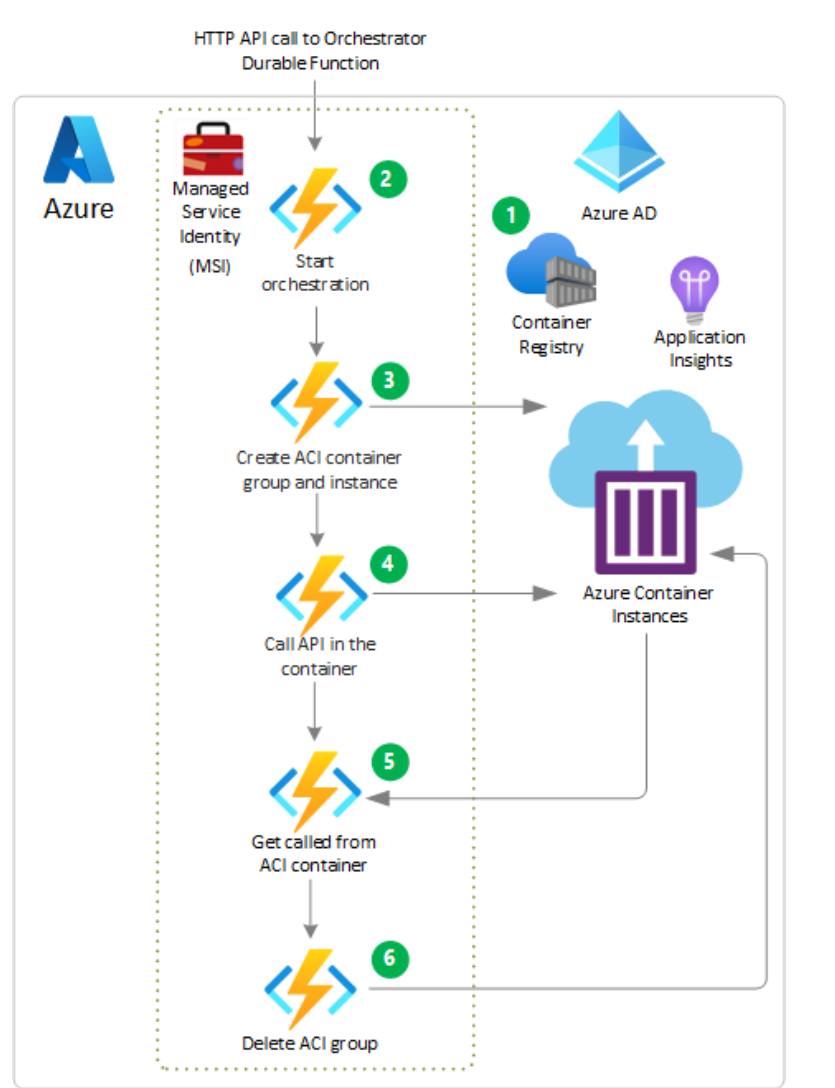 HTTP API call to Orchestrator
Durable Function
Azure
Managed
Service
Identity
(MSI)
2
Start
orchestration
Azure AD
1
Container
Registry
Application
Insights
3
Create ACI container
group and instance
4
Call API in the
container
Azure Container
Instances
5
Get called from
ACI container
6
Delete ACI group